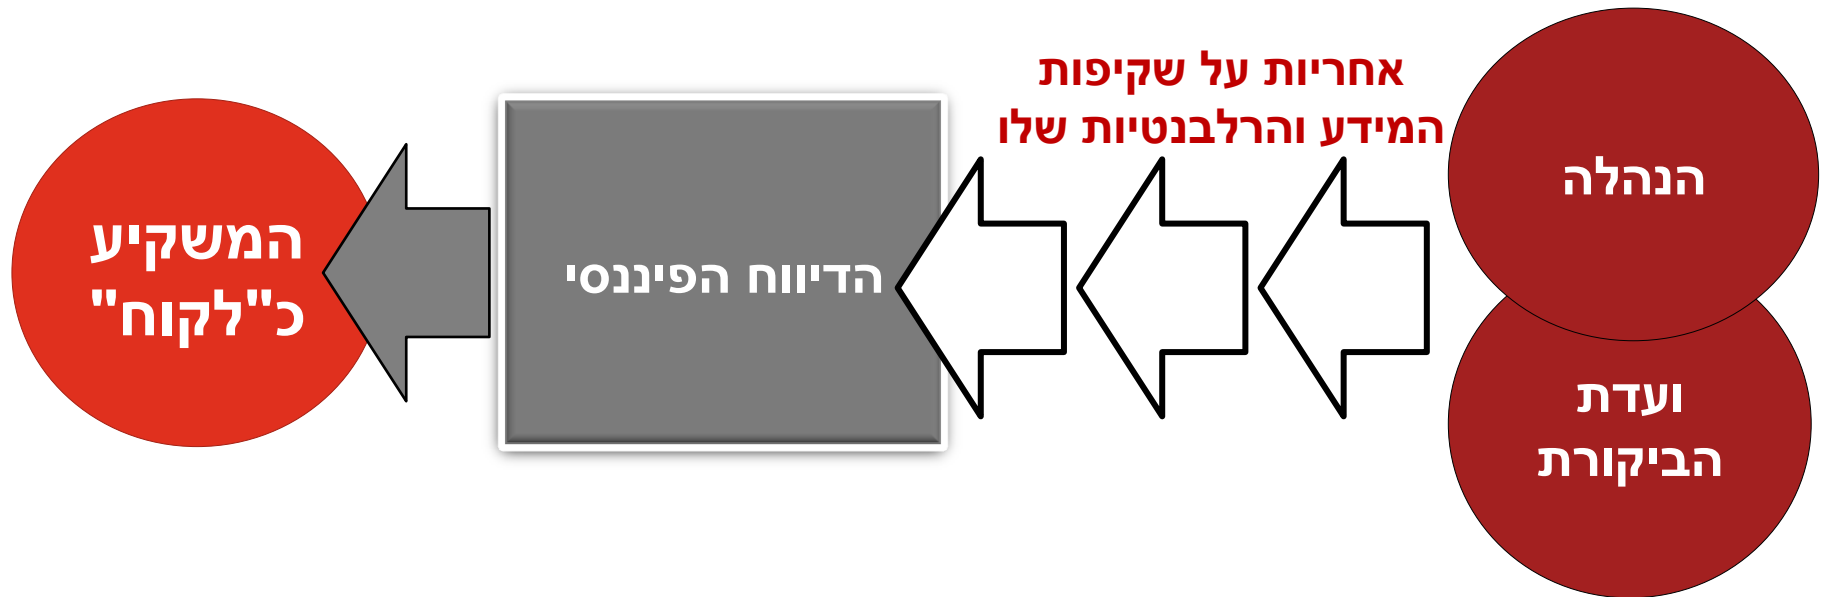 אחריות על שקיפות
המידע והרלבנטיות שלו
הנהלה
ועדת
הביקורת
הדיווח הפיננסי
המשקיע
כ"לקוח"